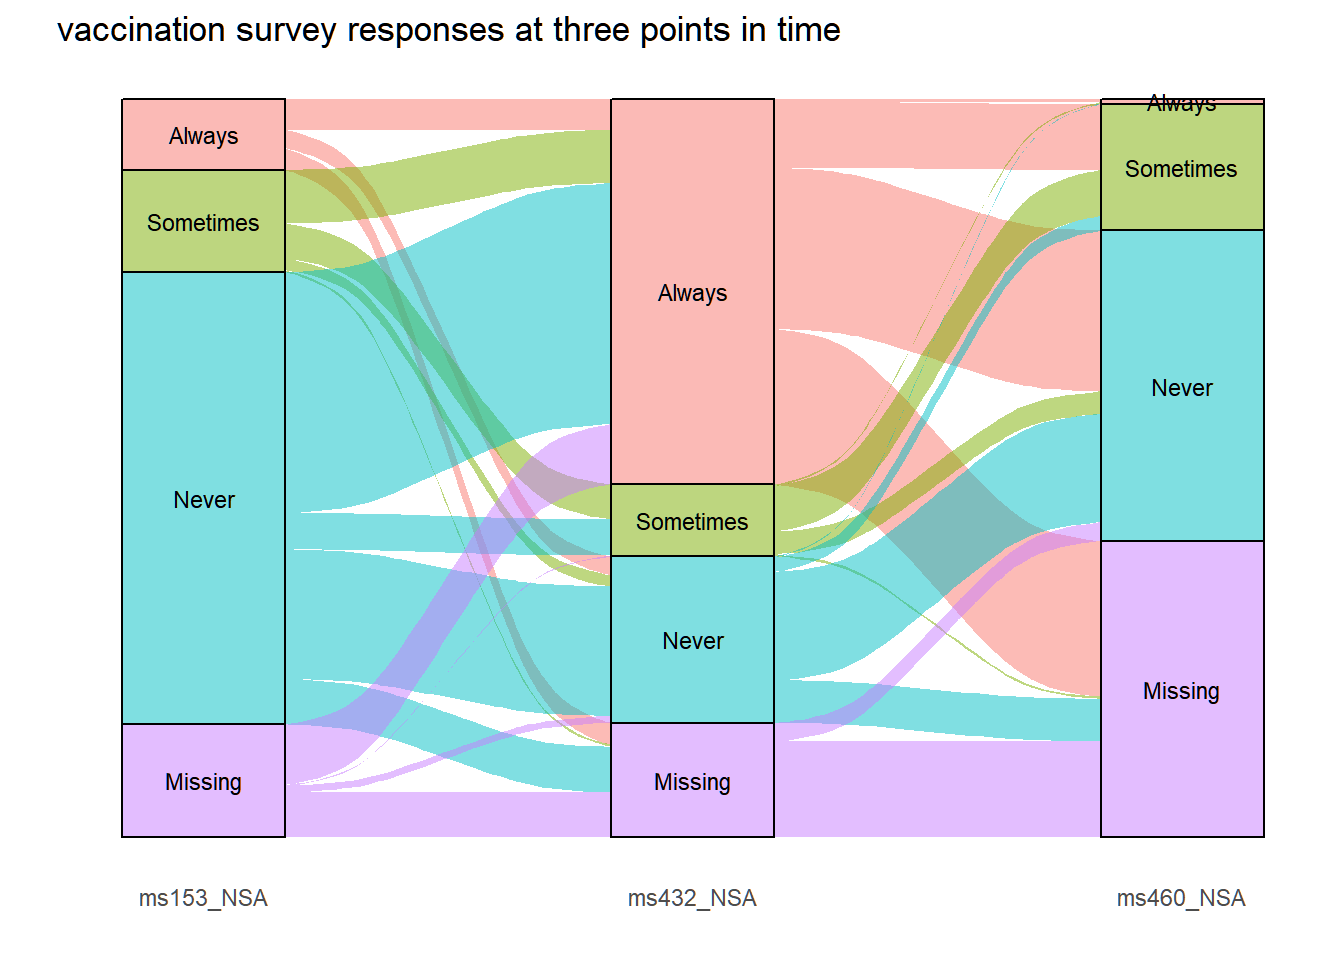 vaccination survey responses at three points in time
Always
Sometimes
Never
Missing
Always
Sometimes
Never
Missing
Always
Sometimes
Never
Missing
ms153_NSA
ms432_NSA
ms460_NSA